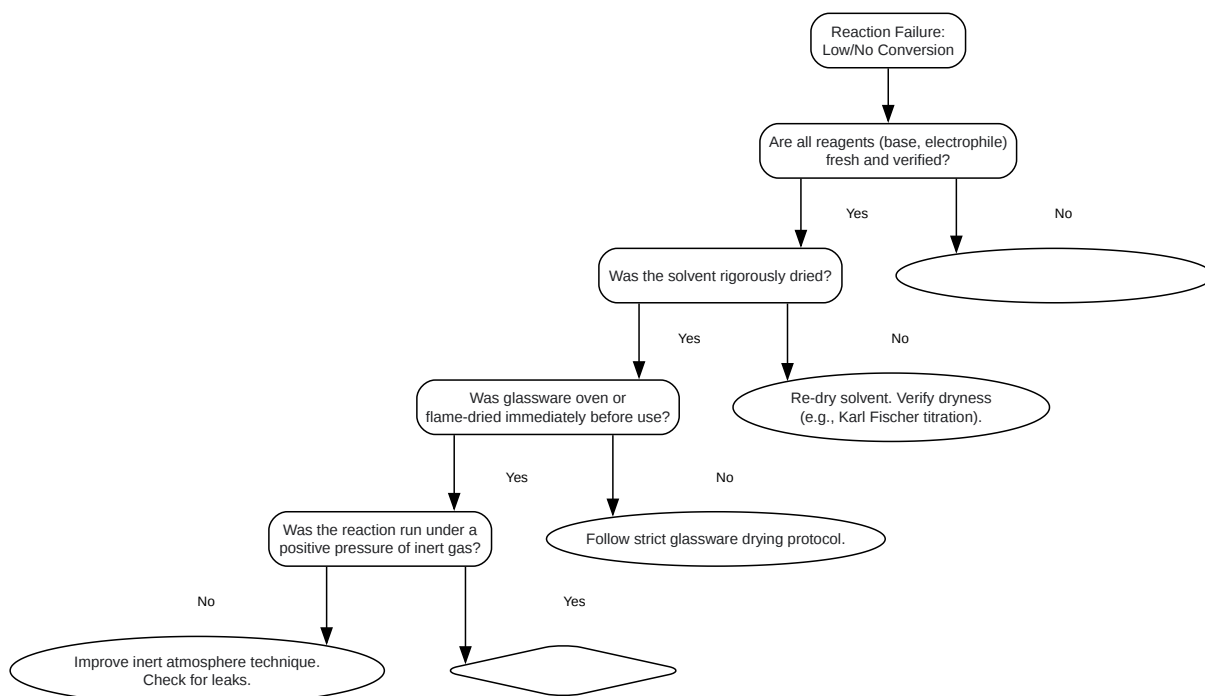 Reaction Failure:
Low/No Conversion
Are all reagents (base, electrophile)
fresh and verified?
Yes
No
Was the solvent rigorously dried?
Yes
No
Was glassware oven or
flame-dried immediately before use?
Re-dry solvent. Verify dryness
(e.g., Karl Fischer titration).
Yes
No
Was the reaction run under a
positive pressure of inert gas?
Follow strict glassware drying protocol.
No
Yes
Improve inert atmosphere technique.
Check for leaks.